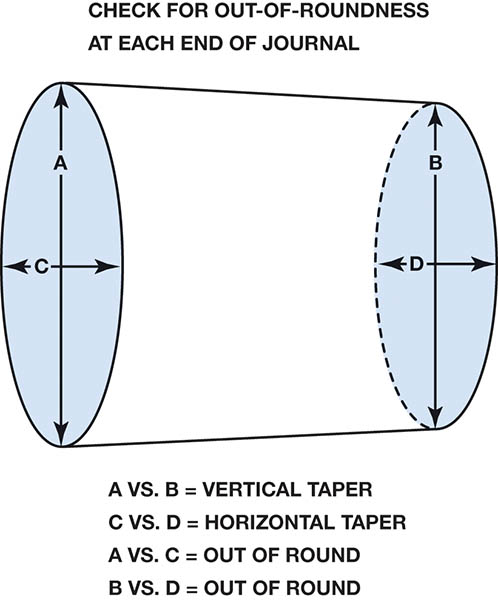 CHECK FOR OUT-OF-ROUNDNESS
AT EACH END OF JOURNAL
A
B
C
D
A VS. B = VERTICAL TAPER
C VS. D = HORIZONTAL TAPER
A VS. C = OUT OF ROUND
B VS. D = OUT OF ROUND